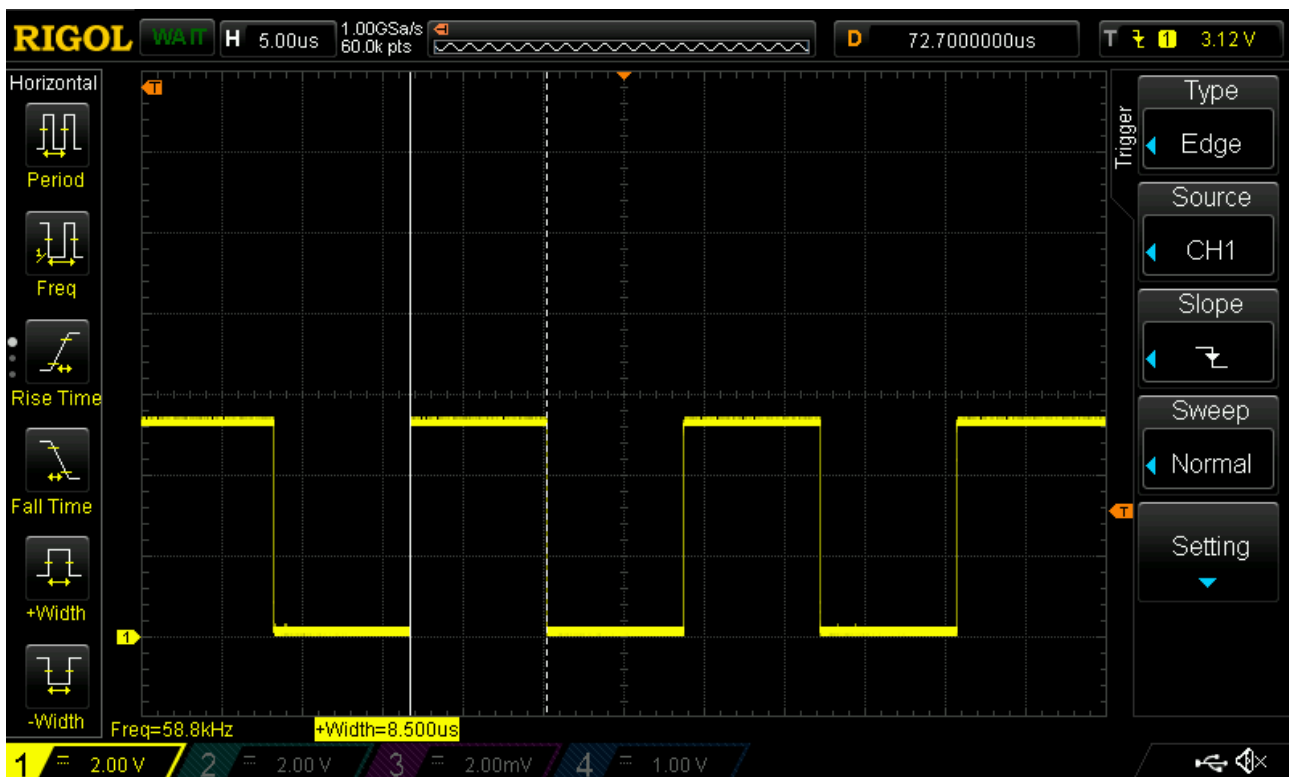 RIGOL WAIT H 5.00us 1.00GSa/s D 72.7000000us T 1 3.12 V
60.0k pts
Horizontal
T
Period
1/
Freq
Rise Time
Fall Time
+Width
-Width
1
T
Trigger
Type
Edge
Source
CH1
Slope
Sweep
Normal
Setting
Freq=58.8kHz +Width=8.500us
1 2.00 V 2 2.00 V 3 2.00mV 4 1.00 V